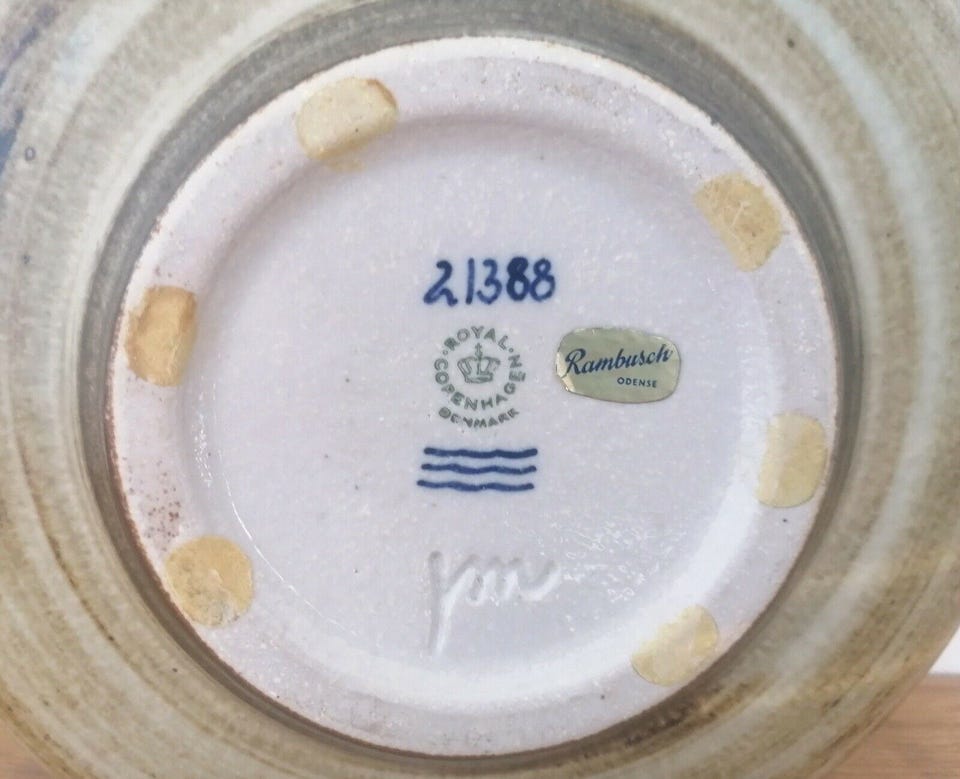 21388
ROYAL COPENHAGEN
DENMARK
Rambusch
ODENSE